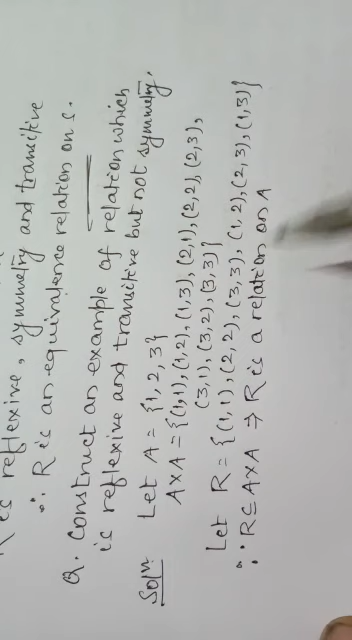 R is reflexive, symmetry and transitive
∴ R is an equivalence relation on S.
Q. Construct an example of relation which
is reflexive and transitive but not symmetry.
Soln. Let A = {1, 2, 3}
A×A = {(1,1), (1,2), (1,3), (2,1), (2,2), (2,3),
(3,1), (3,2), (3,3)}
Let R = {(1,1), (2,2), (3,3), (1,2), (2,3), (1,3)}
∵ R⊆A×A ⇒ R is a relation on A